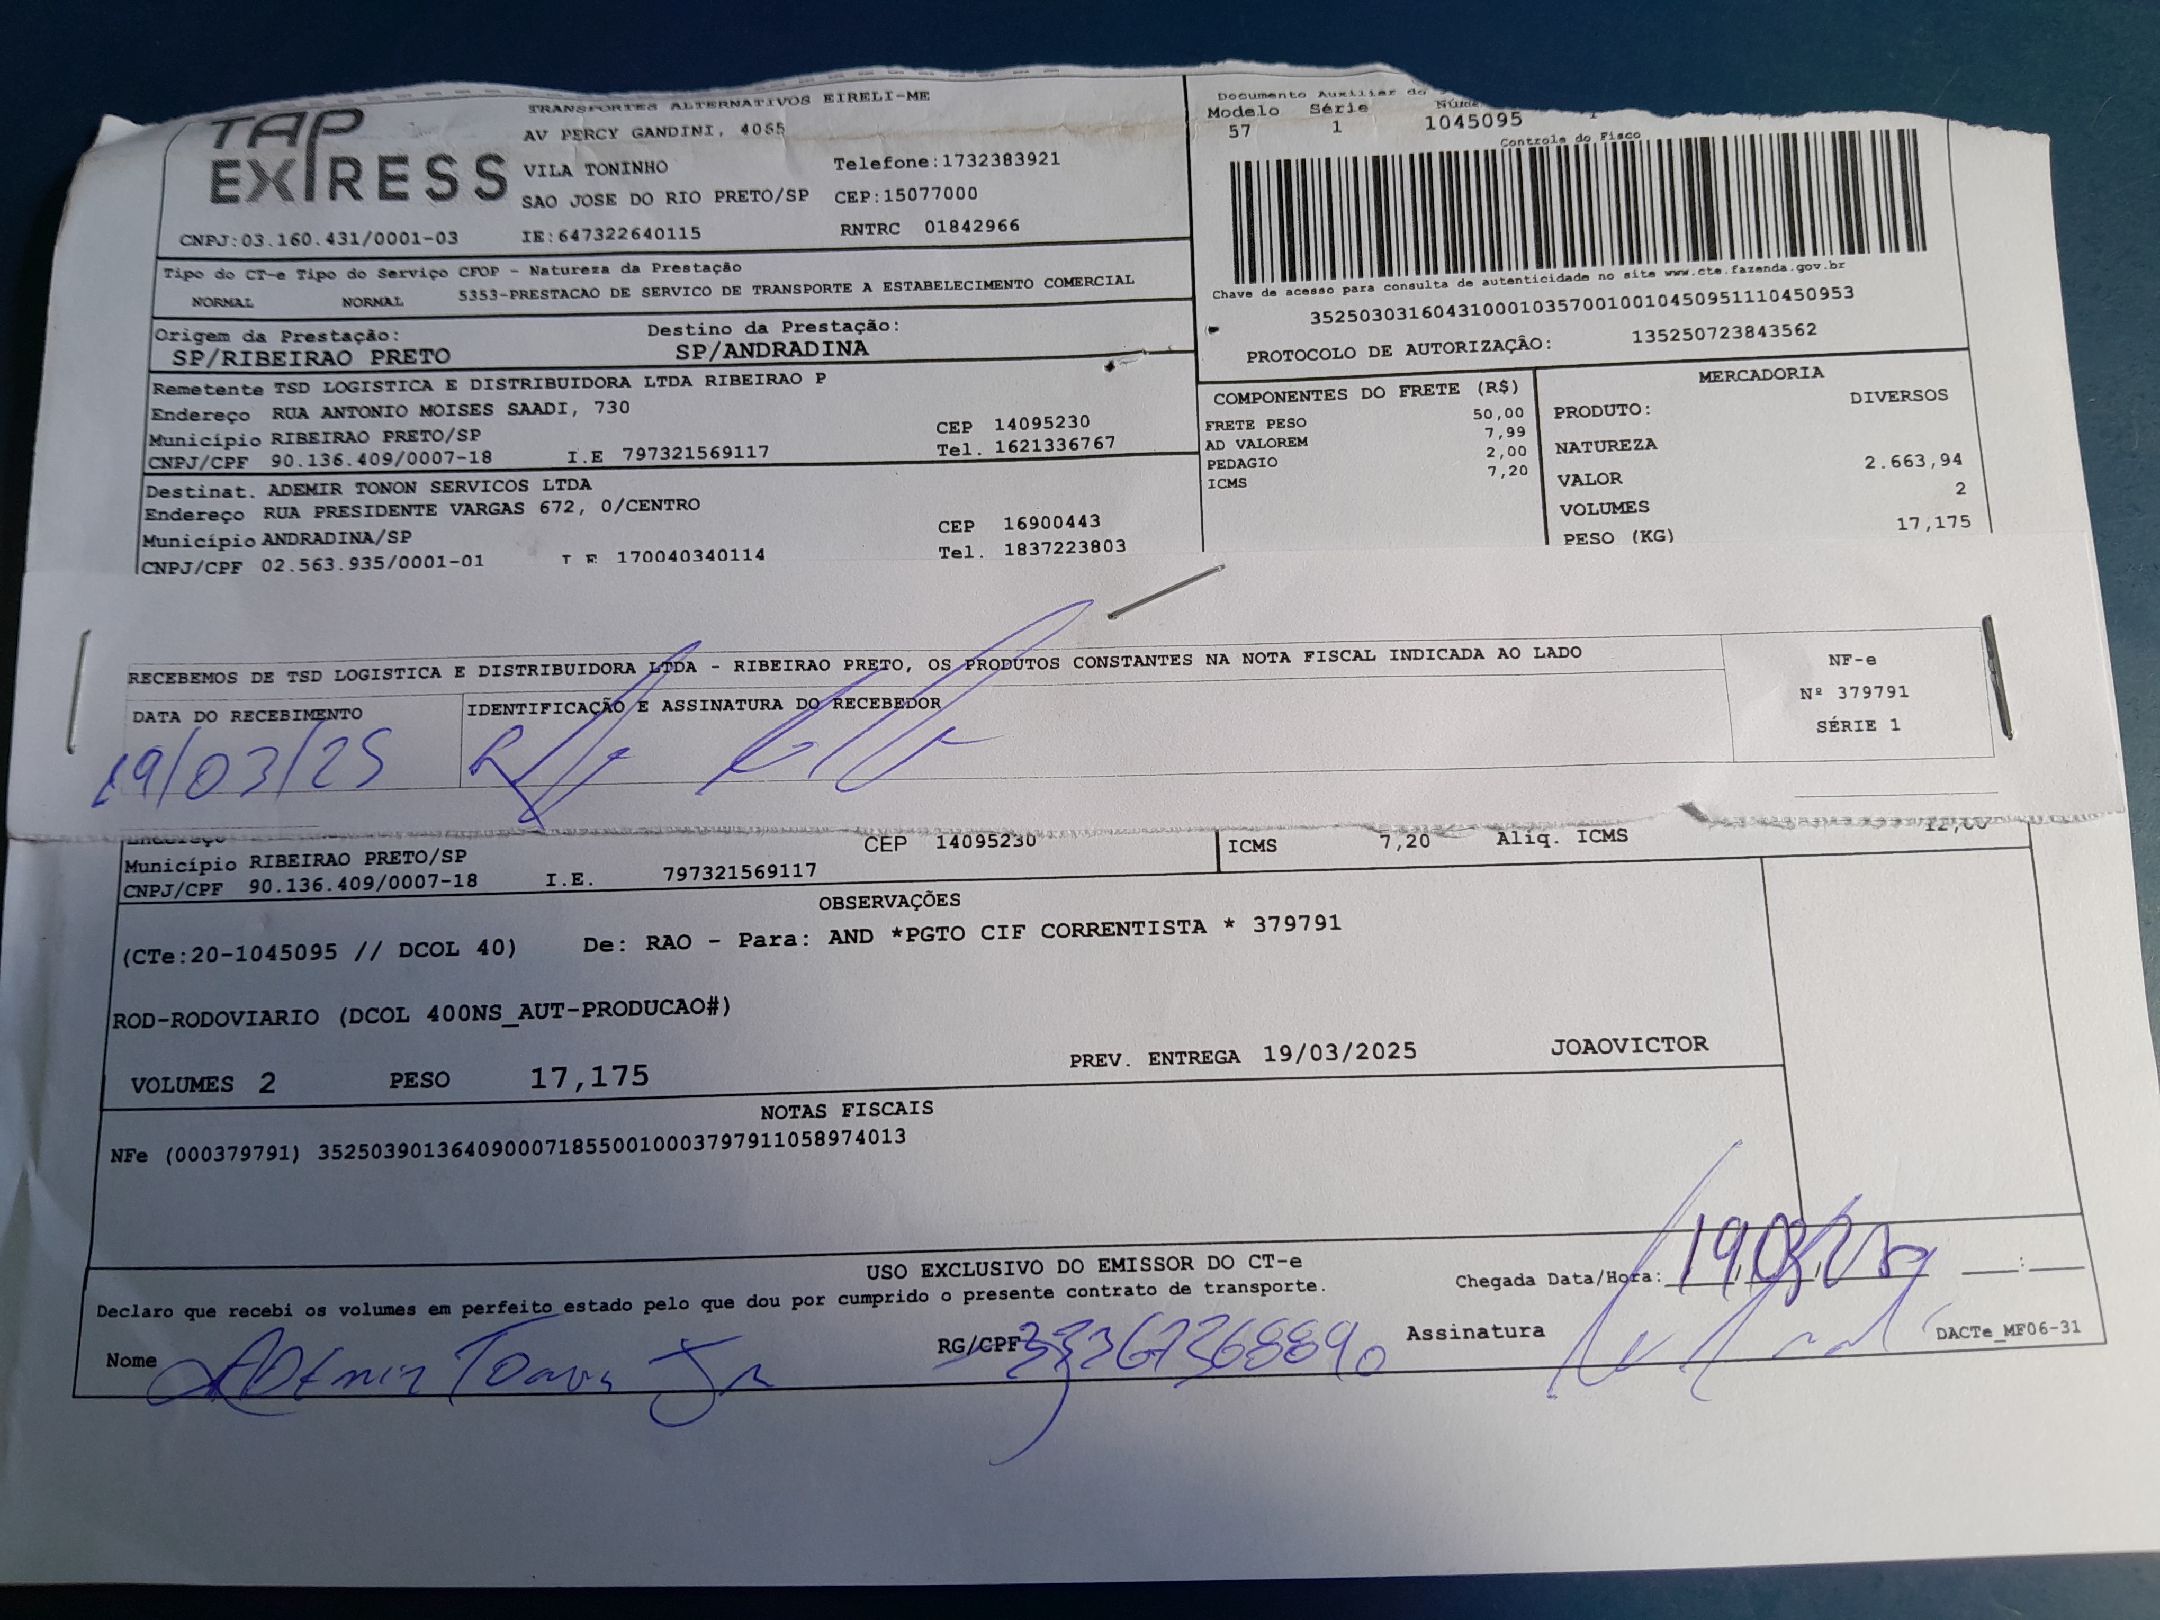 TAP
EXPRESS
TRANSPORTES ALTERNATIVOS EIRELI-ME
AV PERCY GANDINI, 4065
VILA TONINHO Telefone:1732383921
SAO JOSE DO RIO PRETO/SP CEP:15077000
CNPJ:03.160.431/0001-03 IE:647322640115 RNTRC 01842966
Documento Auxiliar do
Modelo Série
57 1 1045095
Controle do Fisco
Tipo do CT-e Tipo do Serviço CFOP - Natureza da Prestação
NORMAL NORMAL 5353-PRESTACAO DE SERVICO DE TRANSPORTE A ESTABELECIMENTO COMERCIAL
Chave de acesso para consulta de autenticidade no site www.cte.fazenda.gov.br
35250303160431000103570010010450951110450953
PROTOCOLO DE AUTORIZAÇÃO: 135250723843562
Origem da Prestação: Destino da Prestação:
SP/RIBEIRAO PRETO SP/ANDRADINA
Remetente TSD LOGISTICA E DISTRIBUIDORA LTDA RIBEIRAO P
Endereço RUA ANTONIO MOISES SAADI, 730
Município RIBEIRAO PRETO/SP CEP 14095230
CNPJ/CPF 90.136.409/0007-18 I.E 797321569117 Tel. 1621336767
Destinat. ADEMIR TONON SERVICOS LTDA
Endereço RUA PRESIDENTE VARGAS 672, 0/CENTRO
Município ANDRADINA/SP CEP 16900443
CNPJ/CPF 02.563.935/0001-01 I E 170040340114 Tel. 1837223803
COMPONENTES DO FRETE (R$)
FRETE PESO 50,00
AD VALOREM 7,99
PEDAGIO 2,00
ICMS 7,20
MERCADORIA
PRODUTO: DIVERSOS
NATUREZA
VALOR 2.663,94
VOLUMES 2
PESO (KG) 17,175
RECEBEMOS DE TSD LOGISTICA E DISTRIBUIDORA LTDA - RIBEIRAO PRETO, OS PRODUTOS CONSTANTES NA NOTA FISCAL INDICADA AO LADO
DATA DO RECEBIMENTO IDENTIFICAÇÃO E ASSINATURA DO RECEBEDOR
19/03/25
NF-e
Nº 379791
SÉRIE 1
CEP 14095230 ICMS 7,20 Alíq. ICMS 12,00
Município RIBEIRAO PRETO/SP
CNPJ/CPF 90.136.409/0007-18 I.E. 797321569117
OBSERVAÇÕES
(CTe:20-1045095 // DCOL 40) De: RAO - Para: AND *PGTO CIF CORRENTISTA * 379791
ROD-RODOVIARIO (DCOL 400NS_AUT-PRODUCAO#)
VOLUMES 2 PESO 17,175 PREV. ENTREGA 19/03/2025 JOAOVICTOR
NOTAS FISCAIS
NFe (000379791) 35250390136409000718550010003797911058974013
USO EXCLUSIVO DO EMISSOR DO CT-e
Declaro que recebi os volumes em perfeito estado pelo que dou por cumprido o presente contrato de transporte.
Chegada Data/Hora: 19,03, :
Nome Ademir Tonon Jr RG/CPF 33267368890 Assinatura
DACTe_MF06-31